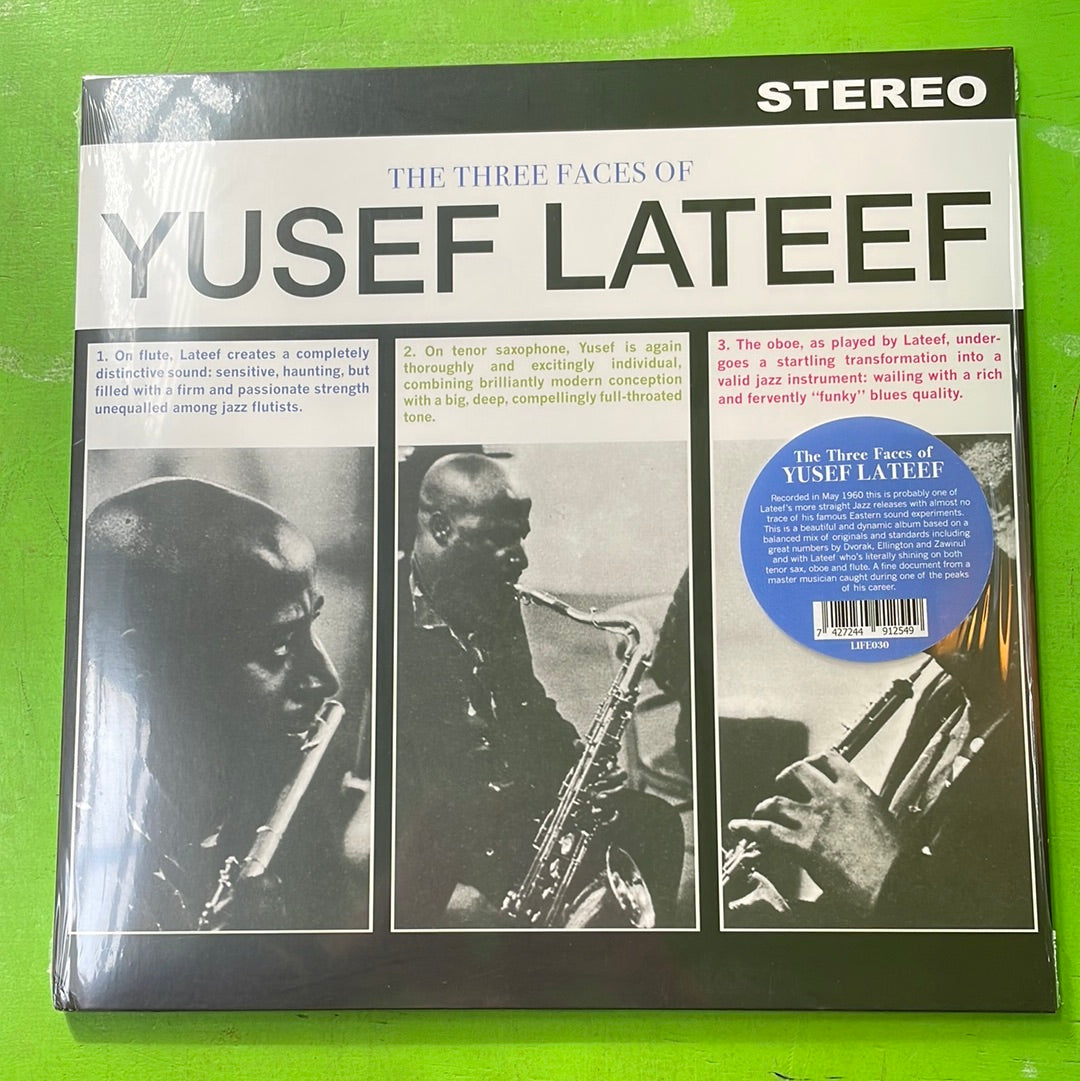 STEREO
THE THREE FACES OF
YUSEF LATEEF
1. On flute, Lateef creates a completely
distinctive sound: sensitive, haunting, but
filled with a firm and passionate strength
unequalled among jazz flutists.
2. On tenor saxophone, Yusef is again
thoroughly and excitingly individual,
combining brilliantly modern conception
with a big, deep, compellingly full-throated
tone.
3. The oboe, as played by Lateef, under-
goes a startling transformation into a
valid jazz instrument: wailing with a rich
and fervently “funky” blues quality.
The Three Faces of
YUSEF LATEEF
Recorded in May 1960 this is probably one of
Lateef's more straight Jazz releases with almost no
trace of his famous Eastern sound experiments.
This is a beautiful and dynamic album based on a
balanced mix of originals and standards including
great numbers by Dvorak, Ellington and Zawinul
and with Lateef who's literally shining on both
tenor sax, oboe and flute. A fine document from a
master musician caught during one of the peaks
of his career.
7 427244 912549
LIFE030